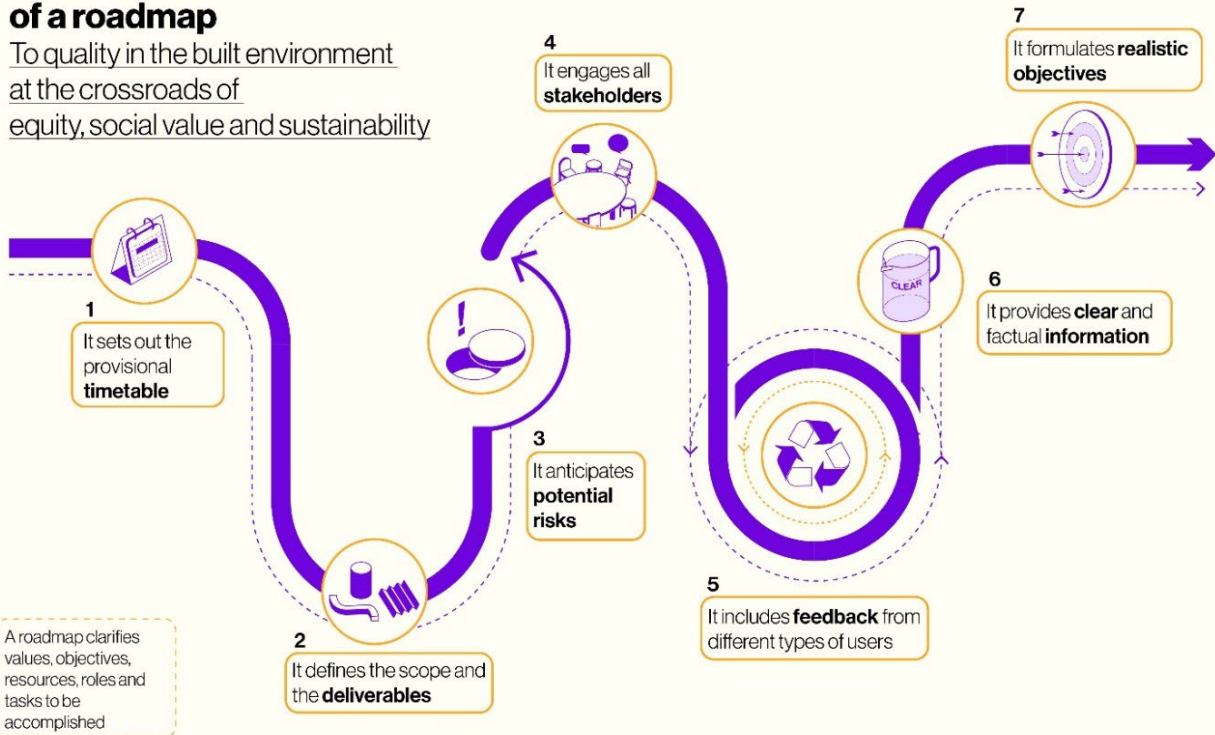 of a roadmap
To quality in the built environment
at the crossroads of
equity, social value and sustainability
1
It sets out the
provisional
timetable
2
It defines the scope and
the deliverables
3
It anticipates
potential
risks
4
It engages all
stakeholders
5
It includes feedback from
different types of users
CLEAR
6
It provides clear and
factual information
7
It formulates realistic
objectives
A roadmap clarifies
values, objectives,
resources, roles and
tasks to be
accomplished